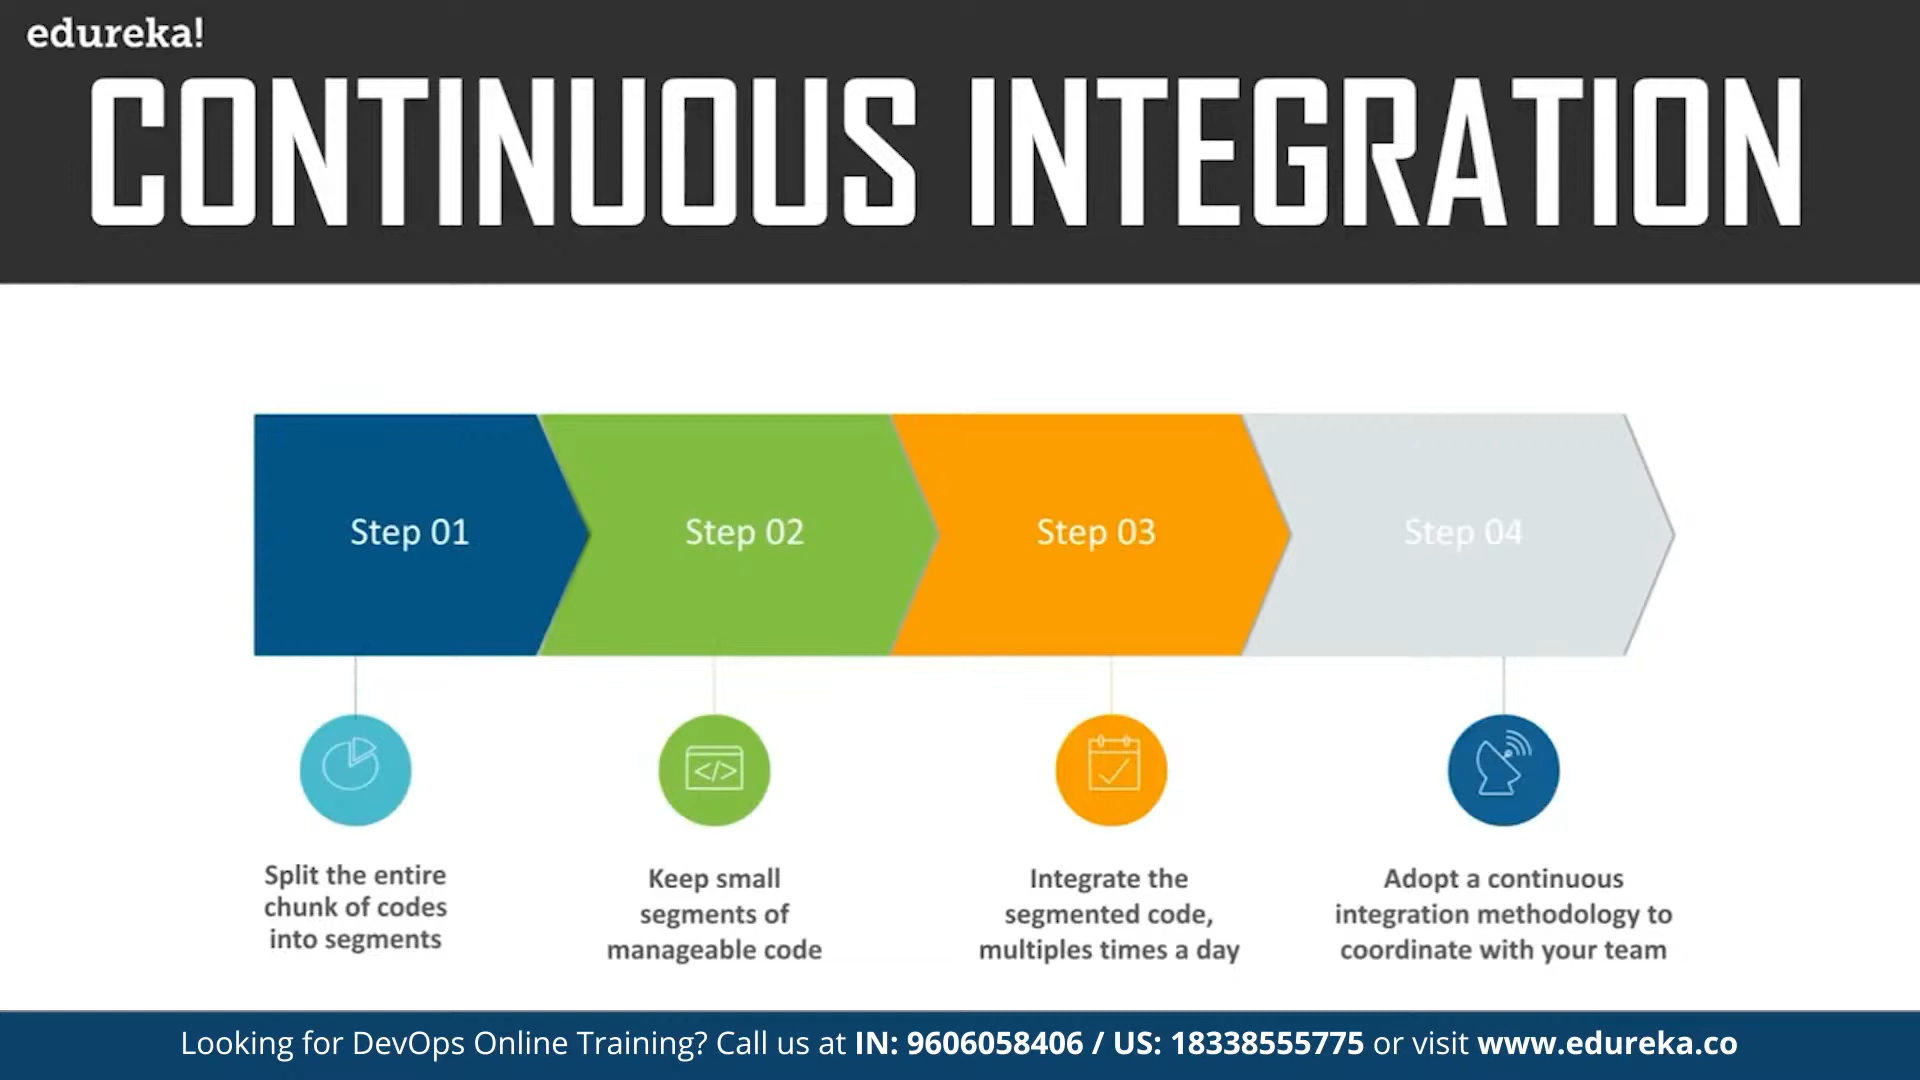 edureka!
CONTINUOUS INTEGRATION
Step 01
Step 02
Step 03
Step 04
</>
Split the entire
chunk of codes
into segments
Keep small
segments of
manageable code
Integrate the
segmented code,
multiples times a day
Adopt a continuous
integration methodology to
coordinate with your team
Looking for DevOps Online Training? Call us at IN: 9606058406 / US: 18338555775 or visit www.edureka.co